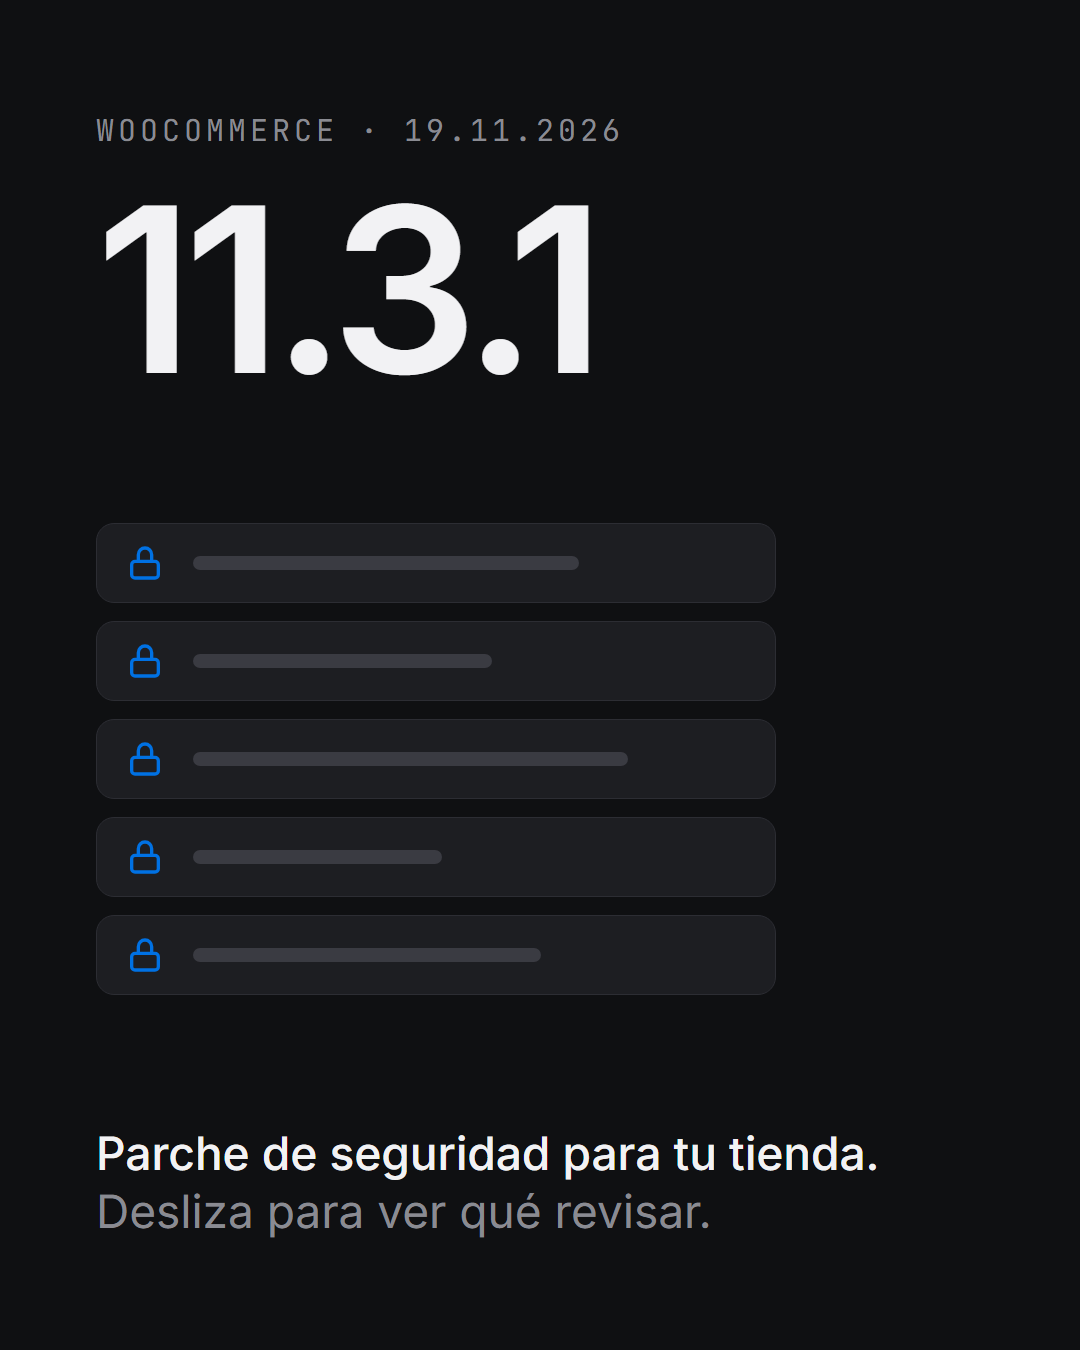 WOOCOMMERCE · 19.11.2026
11.3.1
Parche de seguridad para tu tienda.
Desliza para ver qué revisar.